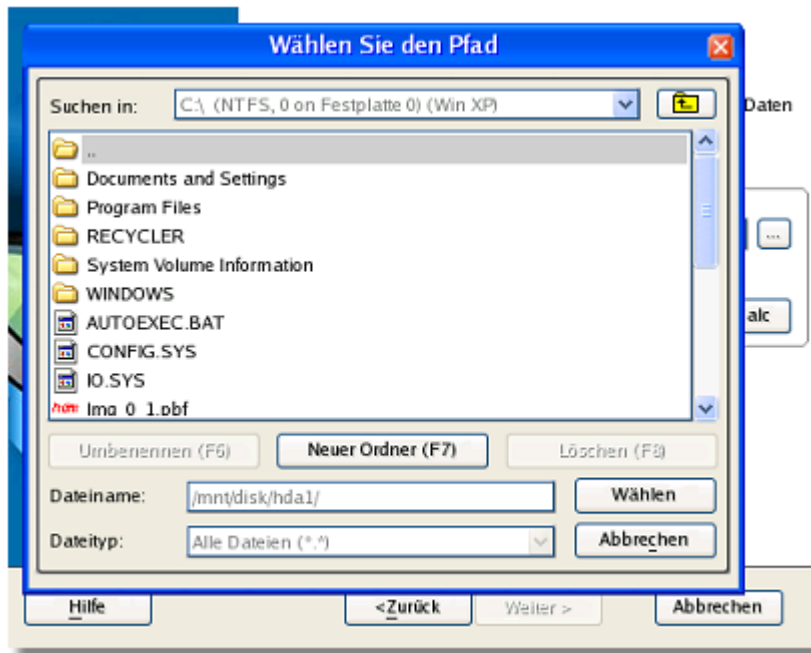 Wählen Sie den Pfad
Suchen in: C:\ (NTFS, 0 on Festplatte 0) (Win XP)
Daten
..
Documents and Settings
Program Files
RECYCLER
System Volume Information
WINDOWS
AUTOEXEC.BAT
CONFIG.SYS
IO.SYS
Img_0_1.pbf
...
alc
Umbenennen (F6) Neuer Ordner (F7) Löschen (F8)
Dateiname: /mnt/disk/hda1/ Wählen
Dateityp: Alle Dateien (*.*) Abbrechen
Hilfe <Zurück Weiter > Abbrechen